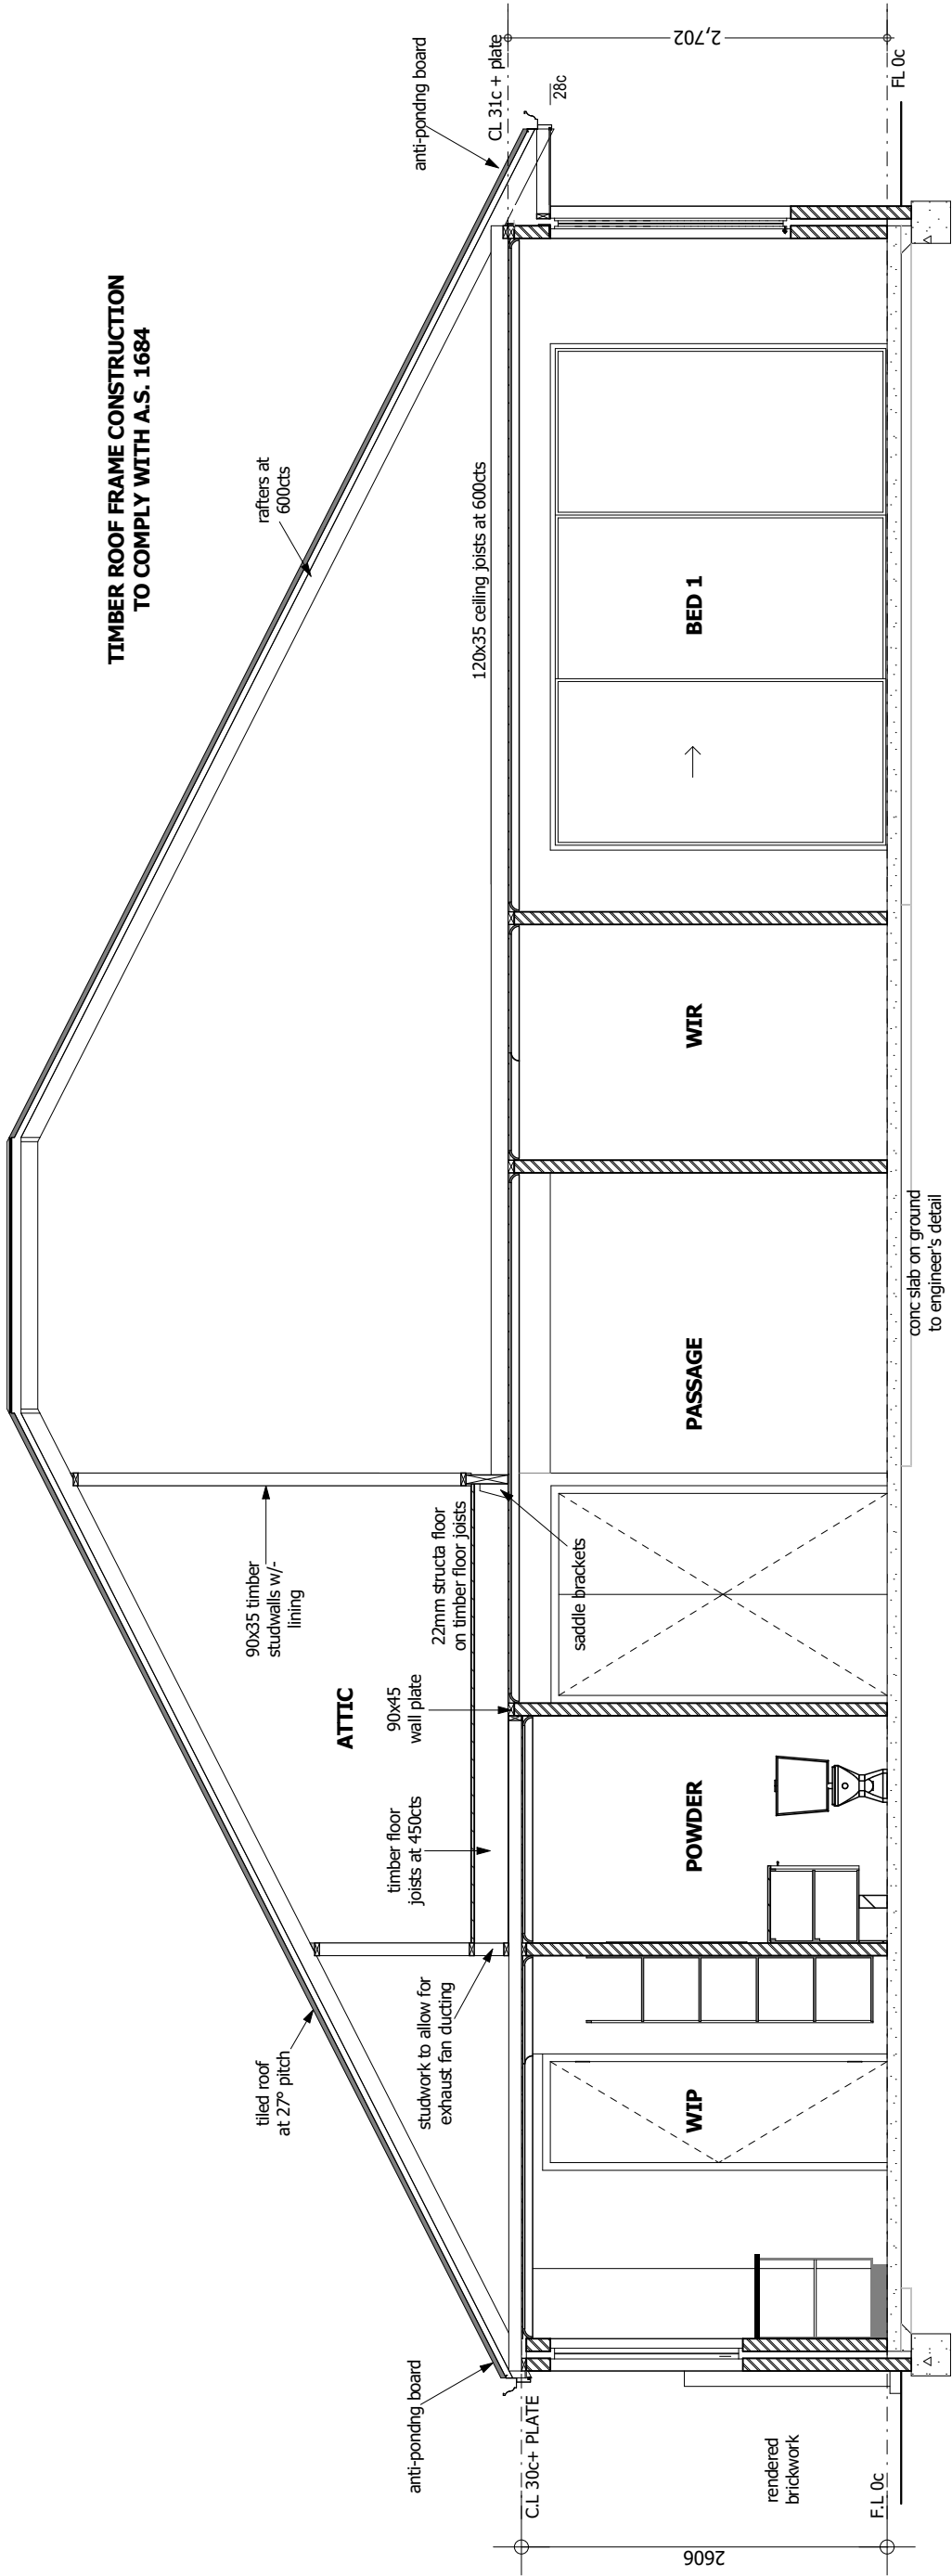 TIMBER ROOF FRAME CONSTRUCTION
TO COMPLY WITH A.S. 1684
tiled roof
at 27° pitch
90x35 timber
studwalls w/-
lining
rafters at
600cts
anti-pondng board
anti-pondng board
ATTIC
studwork to allow for
exhaust fan ducting
timber floor
joists at 450cts
90x45
wall plate
22mm structa floor
on timber floor joists
120x35 ceiling joists at 600cts
CL 31c + plate
28c
2,702
FL 0c
C.L 30c+ PLATE
2606
F.L 0c
saddle brackets
rendered
brickwork
WIP
POWDER
PASSAGE
WIR
BED 1
conc slab on ground
to engineer's detail